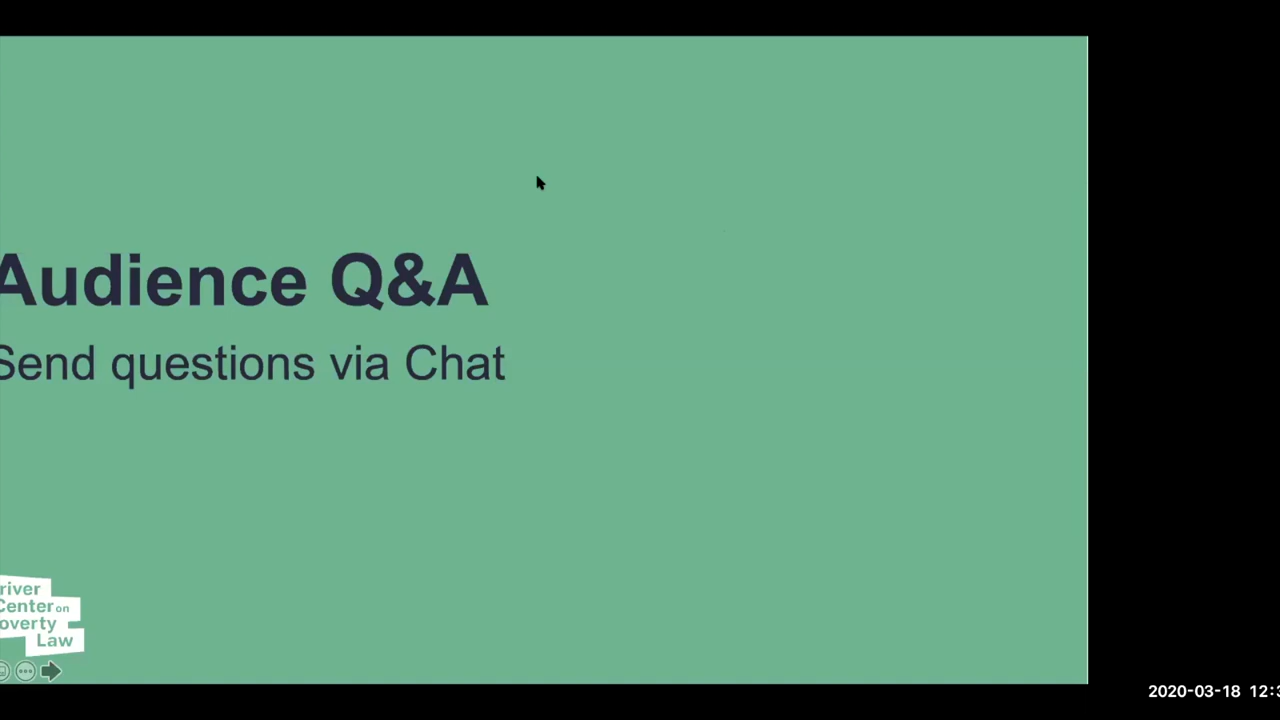 Audience Q&A
Send questions via Chat
river
Center on
overty
Law
2020-03-18 12:3